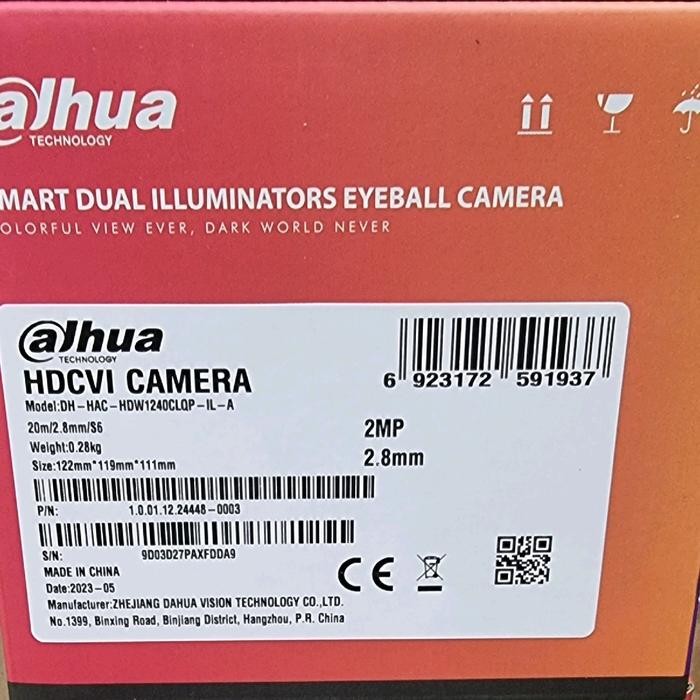 alhua
TECHNOLOGY
MART DUAL ILLUMINATORS EYEBALL CAMERA
OLORFUL VIEW EVER, DARK WORLD NEVER
alhua
TECHNOLOGY
HDCVI CAMERA
Model:DH-HAC-HDW1240CLQP-IL-A
20m/2.8mm/S6
Weight:0.28kg
Size:122mm*119mm*111mm
6 923172 591937
2MP
2.8mm
P/N: 1.0.01.12.24448-0003
S/N: 9D03D27PAXFDDA9
MADE IN CHINA
Date:2023-05
Manufacturer:ZHEJIANG DAHUA VISION TECHNOLOGY CO.,LTD.
No.1399, Binxing Road, Binjiang District, Hangzhou, P.R. China
CE